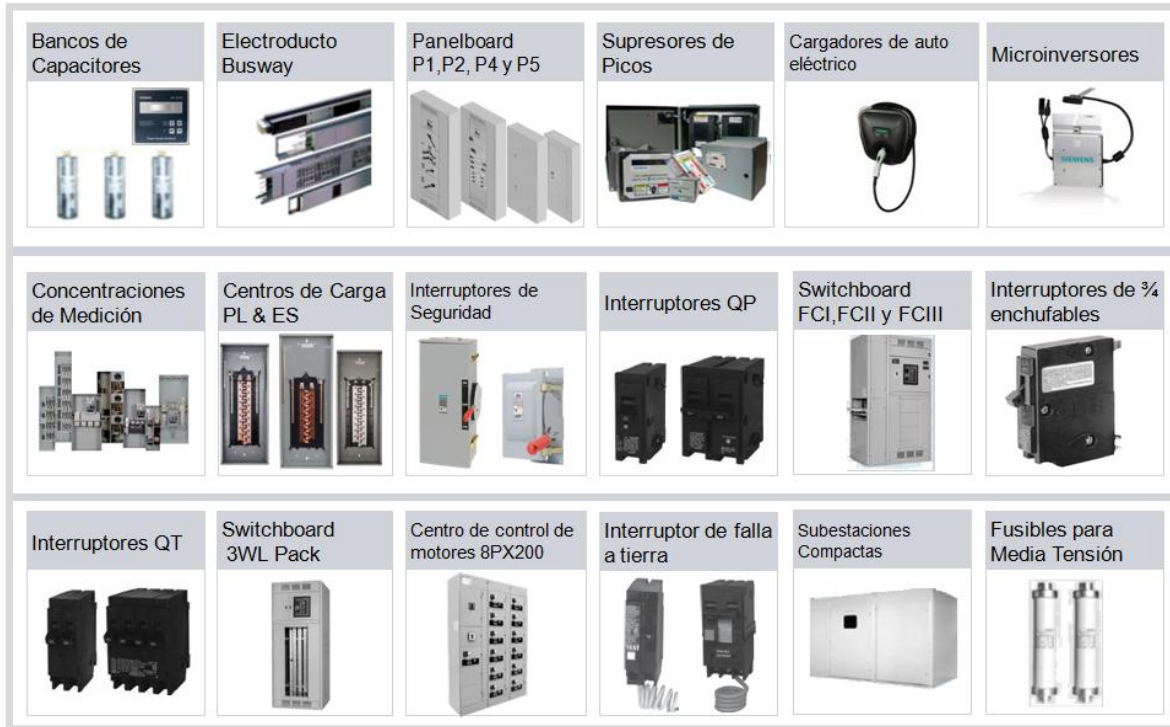 Bancos de
Capacitores
Electroducto
Busway
Panelboard
P1,P2, P4 y P5
Supresores de
Picos
Cargadores de auto
eléctrico
Microinversores
SIEMENS
Concentraciones
de Medición
Centros de Carga
PL & ES
Interruptores de
Seguridad
Interruptores QP
Switchboard
FCI,FCII y FCIII
Interruptores de ¾
enchufables
Interruptores QT
Switchboard
3WL Pack
Centro de control de
motores 8PX200
Interruptor de falla
a tierra
Subestaciones
Compactas
Fusibles para
Media Tensión